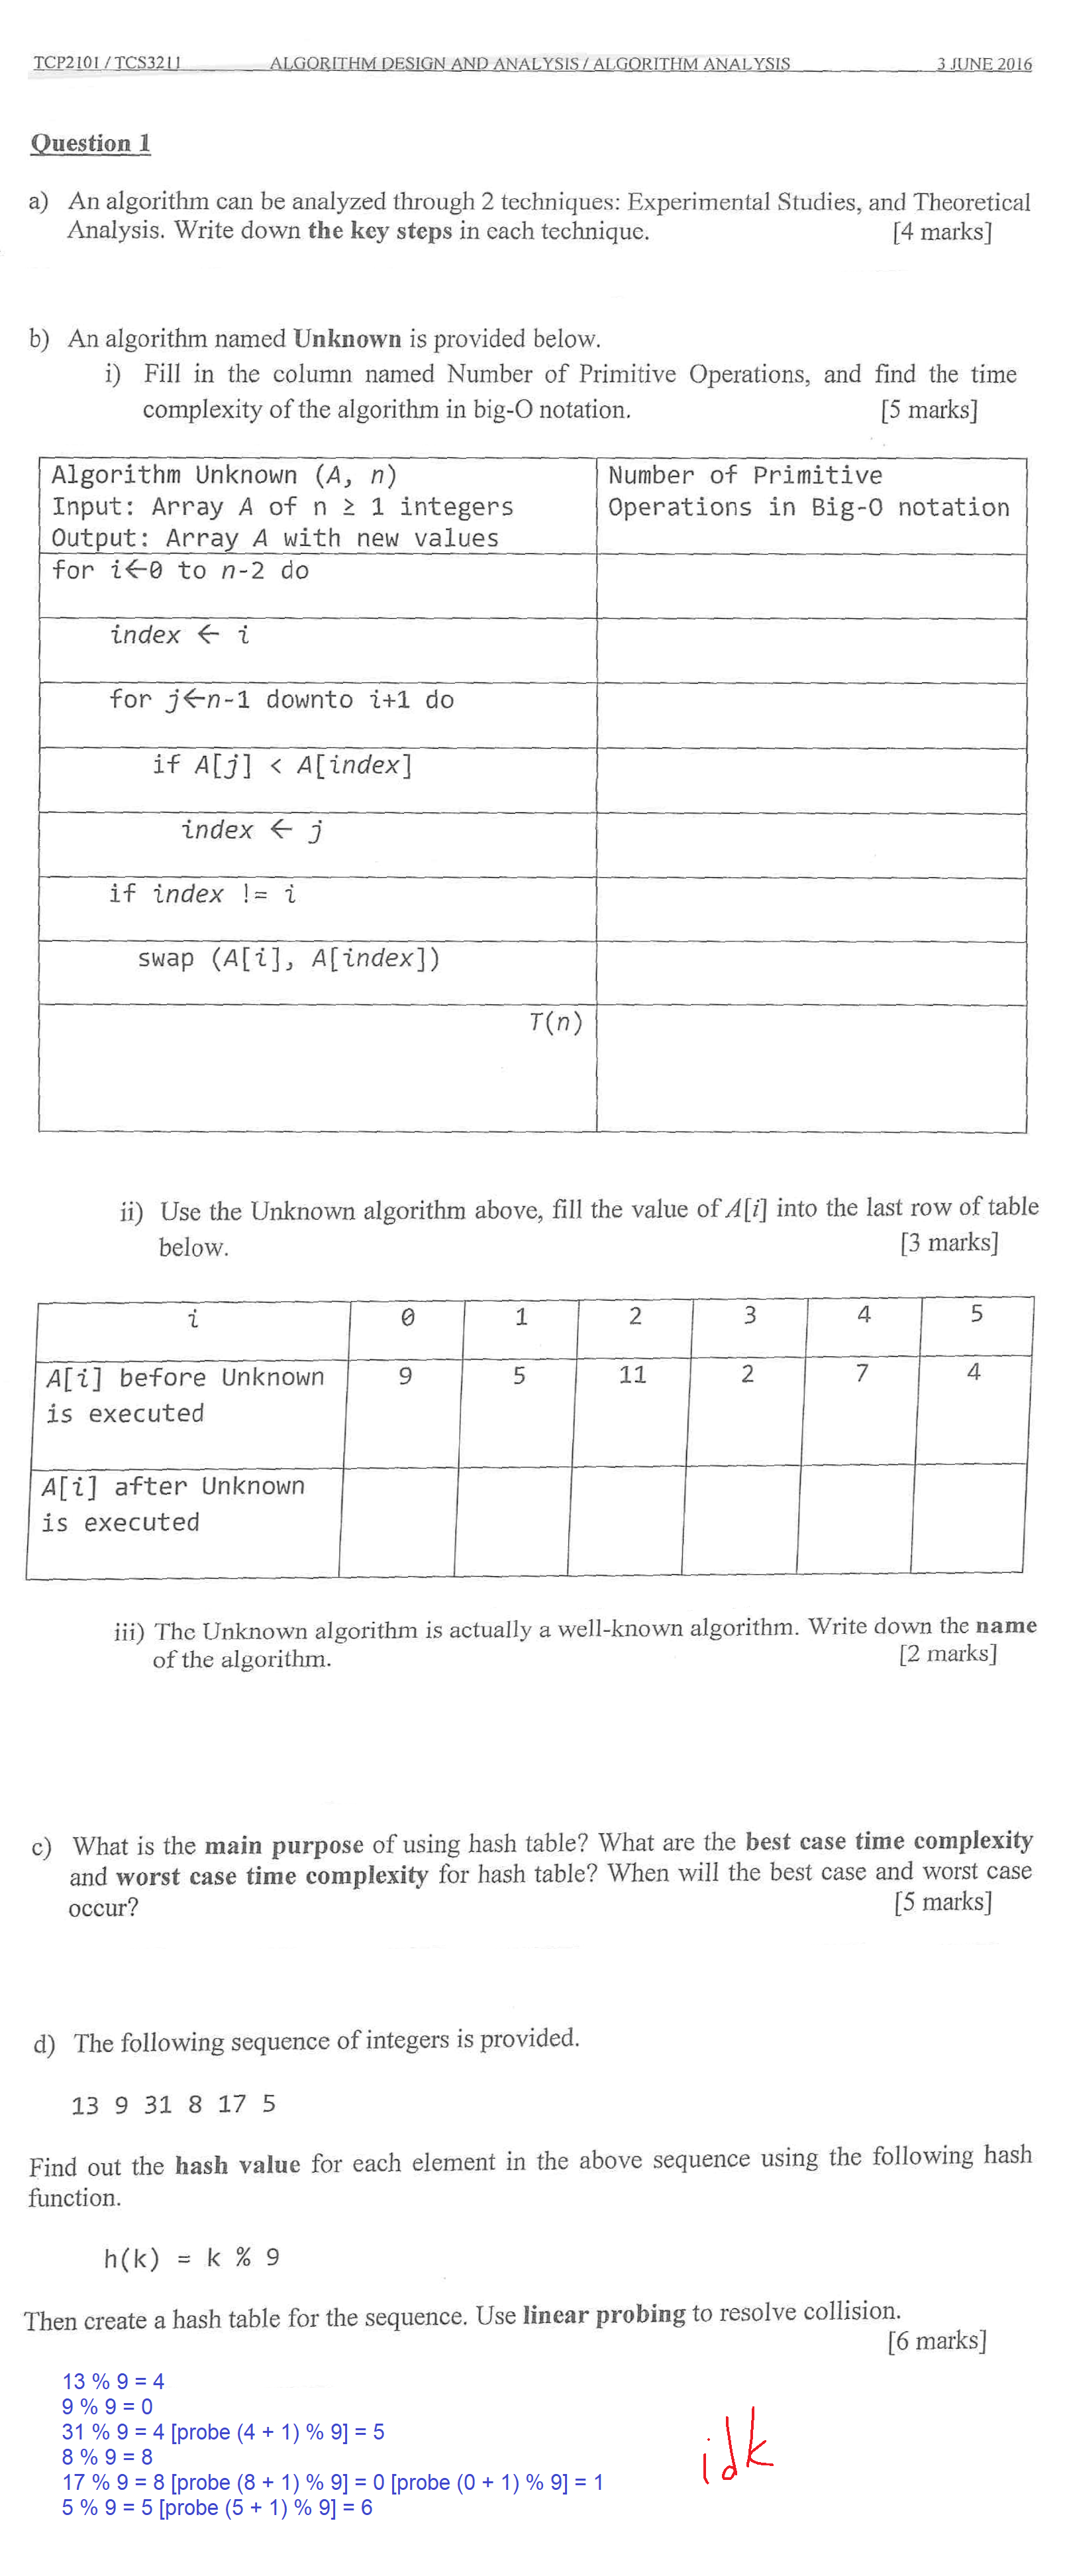 TCP2101 / TCS3211 ALGORITHM DESIGN AND ANALYSIS / ALGORITHM ANALYSIS 3 JUNE 2016
Question 1
a) An algorithm can be analyzed through 2 techniques: Experimental Studies, and Theoretical
Analysis. Write down the key steps in each technique. [4 marks]
b) An algorithm named Unknown is provided below.
i) Fill in the column named Number of Primitive Operations, and find the time
complexity of the algorithm in big-O notation. [5 marks]
Algorithm Unknown (A, n) Number of Primitive
Input: Array A of n ≥ 1 integers Operations in Big-O notation
Output: Array A with new values
for i←0 to n-2 do
index ← i
for j←n-1 downto i+1 do
if A[j] < A[index]
index ← j
if index != i
swap (A[i], A[index])
T(n)
ii) Use the Unknown algorithm above, fill the value of A[i] into the last row of table
below. [3 marks]
i 0 1 2 3 4 5
A[i] before Unknown 9 5 11 2 7 4
is executed
A[i] after Unknown
is executed
iii) The Unknown algorithm is actually a well-known algorithm. Write down the name
of the algorithm. [2 marks]
c) What is the main purpose of using hash table? What are the best case time complexity
and worst case time complexity for hash table? When will the best case and worst case
occur? [5 marks]
d) The following sequence of integers is provided.
13 9 31 8 17 5
Find out the hash value for each element in the above sequence using the following hash
function.
h(k) = k % 9
Then create a hash table for the sequence. Use linear probing to resolve collision.
[6 marks]
13 % 9 = 4
9 % 9 = 0
31 % 9 = 4 [probe (4 + 1) % 9] = 5
8 % 9 = 8
17 % 9 = 8 [probe (8 + 1) % 9] = 0 [probe (0 + 1) % 9] = 1
5 % 9 = 5 [probe (5 + 1) % 9] = 6
idk